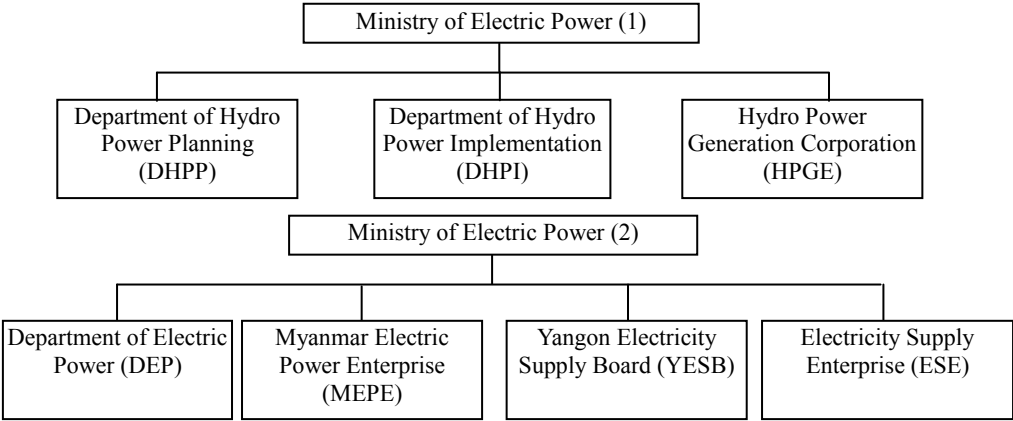 Ministry of Electric Power (1)
Department of Hydro
Power Planning
(DHPP)
Department of Hydro
Power Implementation
(DHPI)
Hydro Power
Generation Corporation
(HPGE)
Ministry of Electric Power (2)
Department of Electric
Power (DEP)
Myanmar Electric
Power Enterprise
(MEPE)
Yangon Electricity
Supply Board (YESB)
Electricity Supply
Enterprise (ESE)